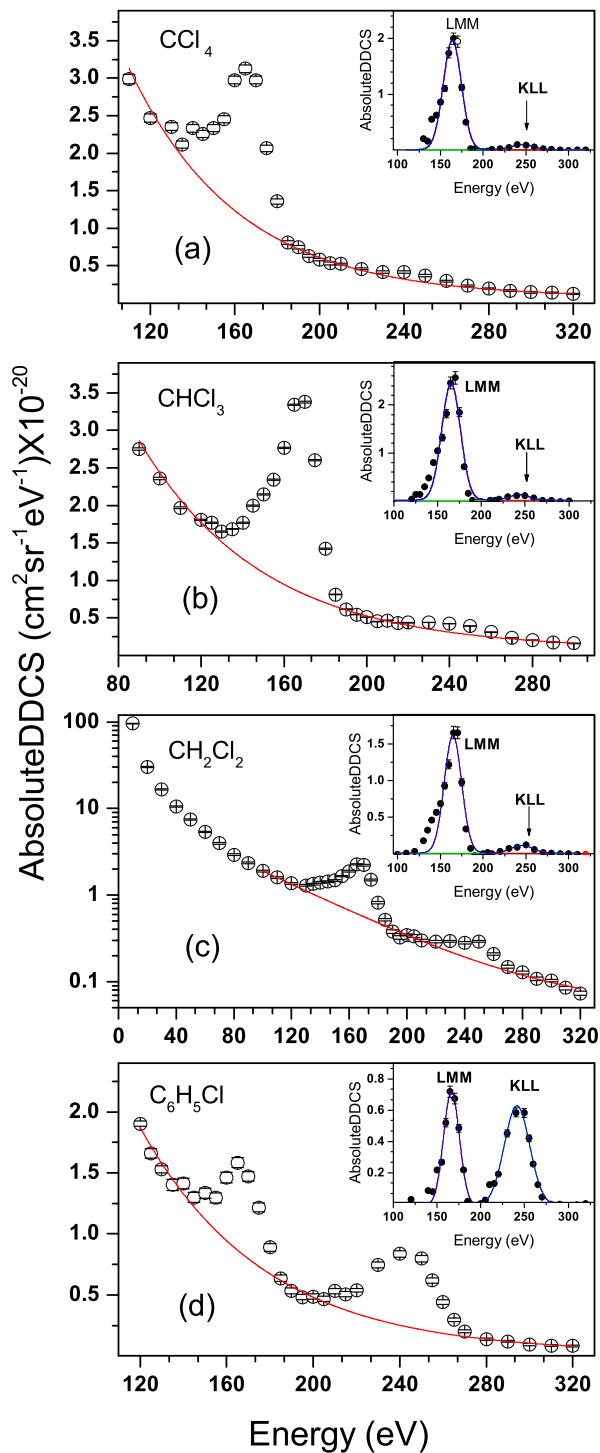 AbsoluteDDCS (cm²sr⁻¹eV⁻¹)X10⁻²⁰
CCl₄
3.5
3.0
2.5
2.0
1.5
1.0
0.5
(a)
120 160 200 240 280 320
AbsoluteDDCS
2
1
LMM
KLL
100 150 200 250 300
Energy (eV)
CHCl₃
3.5
3.0
2.5
2.0
1.5
1.0
0.5
(b)
80 120 160 200 240 280
AbsoluteDDCS
2
1
LMM
KLL
100 150 200 250 300
Energy (eV)
CH₂Cl₂
100
10
1
0.1
(c)
0 40 80 120 160 200 240 280 320
AbsoluteDDCS
1.5
1.0
0.5
LMM
KLL
100 150 200 250 300
Energy (eV)
C₆H₅Cl
2.0
1.5
1.0
0.5
(d)
120 160 200 240 280 320
AbsoluteDDCS
0.8
0.6
0.4
0.2
LMM
KLL
100 150 200 250 300
Energy (eV)
Energy (eV)